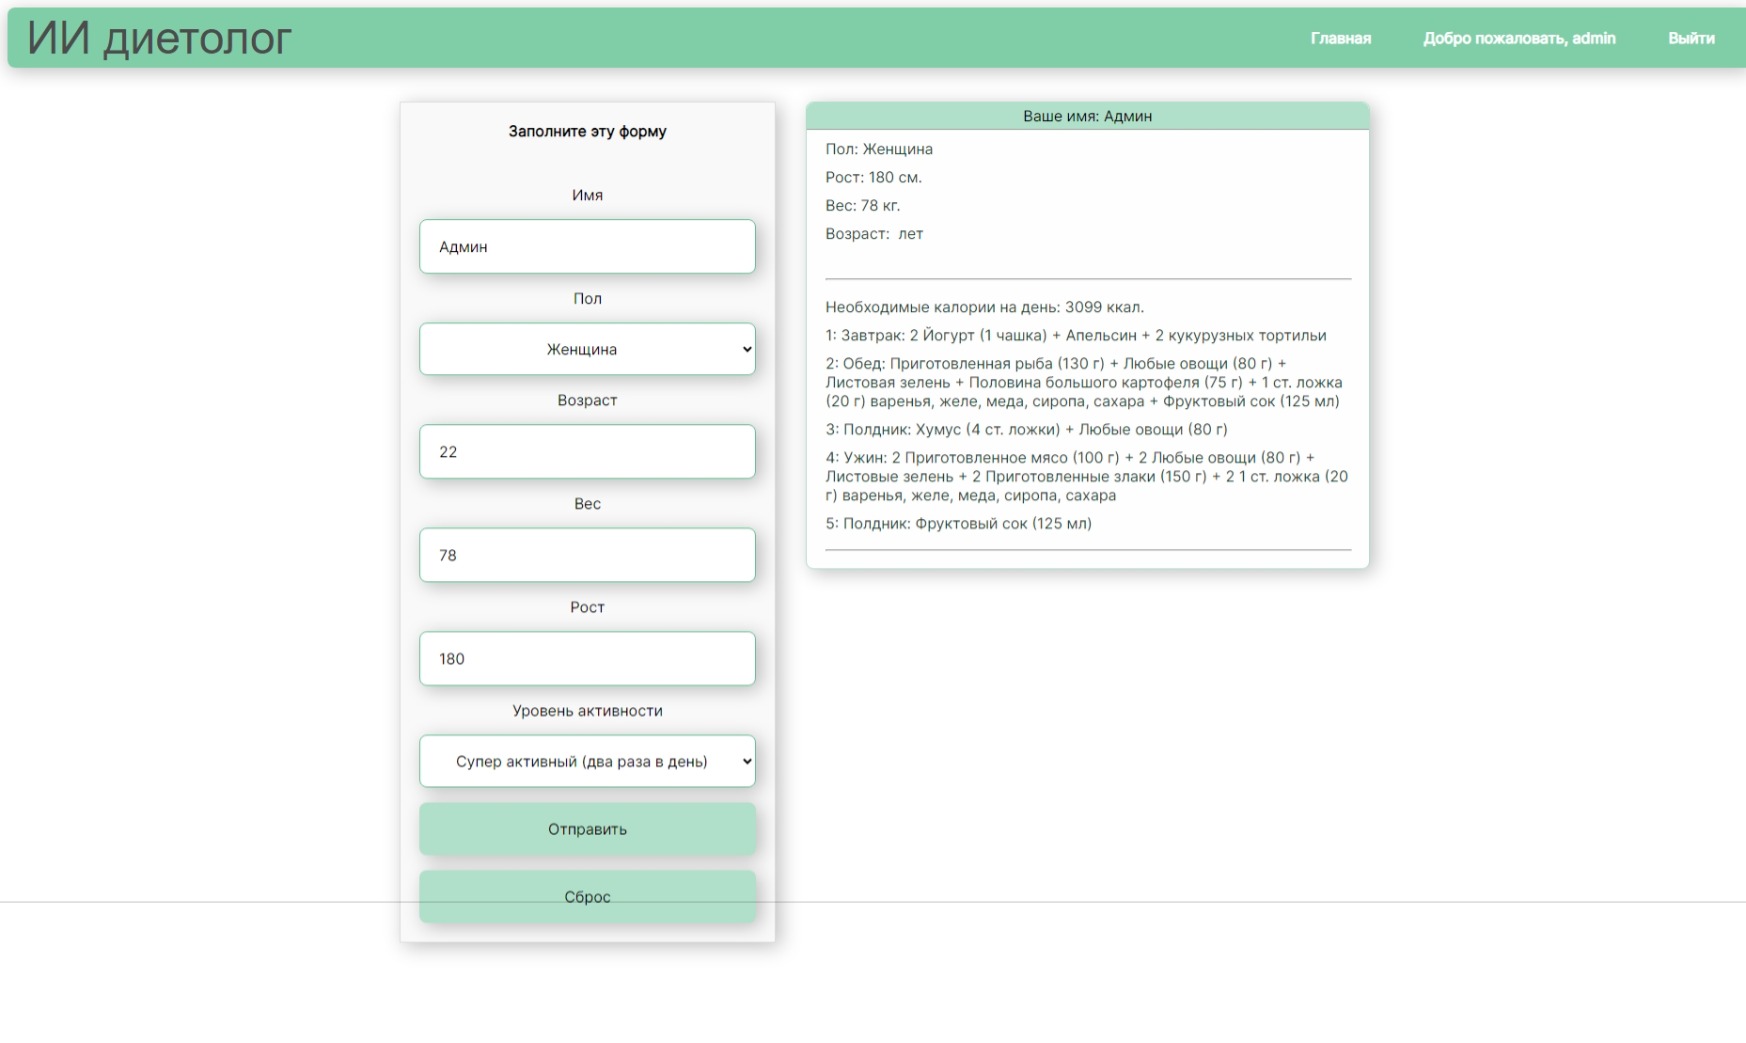 ИИ диетолог
Главная
Добро пожаловать, admin
Выйти
Заполните эту форму
Имя
Админ
Пол
Женщина
Возраст
22
Вес
78
Рост
180
Уровень активности
Супер активный (два раза в день)
Отправить
Сброс
Ваше имя: Админ
Пол: Женщина
Рост: 180 см.
Вес: 78 кг.
Возраст:  лет
Необходимые калории на день: 3099 ккал.
1: Завтрак: 2 Йогурт (1 чашка) + Апельсин + 2 кукурузных тортильи
2: Обед: Приготовленная рыба (130 г) + Любые овощи (80 г) +
Листовая зелень + Половина большого картофеля (75 г) + 1 ст. ложка
(20 г) варенья, желе, меда, сиропа, сахара + Фруктовый сок (125 мл)
3: Полдник: Хумус (4 ст. ложки) + Любые овощи (80 г)
4: Ужин: 2 Приготовленное мясо (100 г) + 2 Любые овощи (80 г) +
Листовые зелень + 2 Приготовленные злаки (150 г) + 2 1 ст. ложка (20
г) варенья, желе, меда, сиропа, сахара
5: Полдник: Фруктовый сок (125 мл)